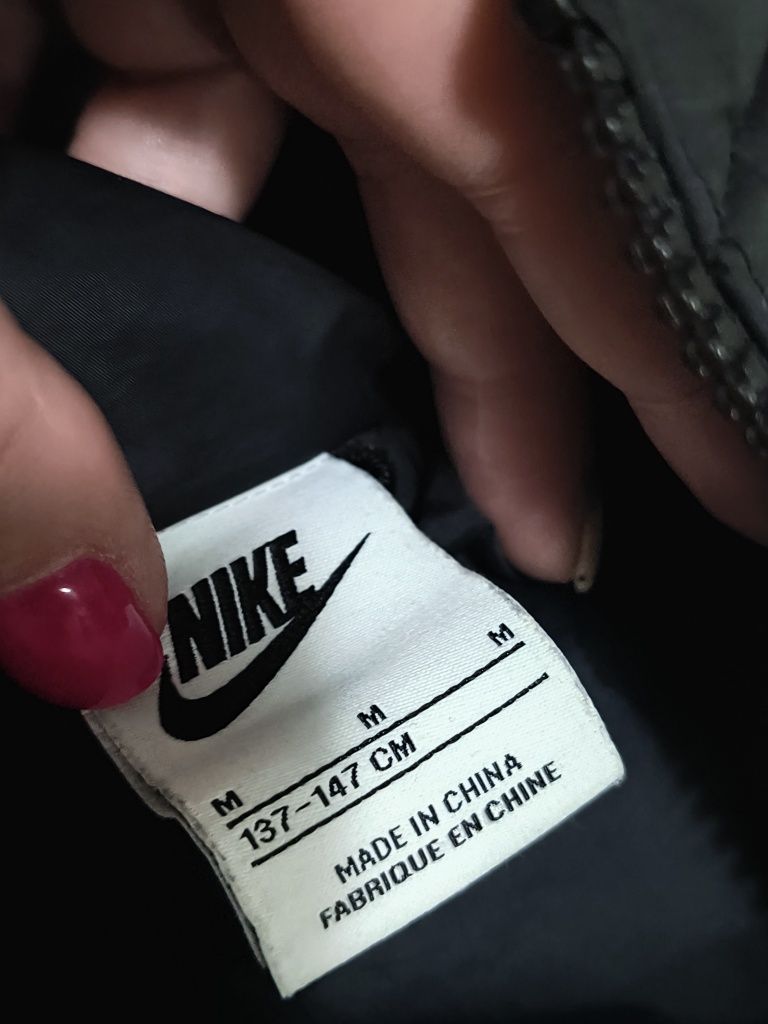 NIKE
M M M
137-147 CM
MADE IN CHINA
FABRIQUE EN CHINE